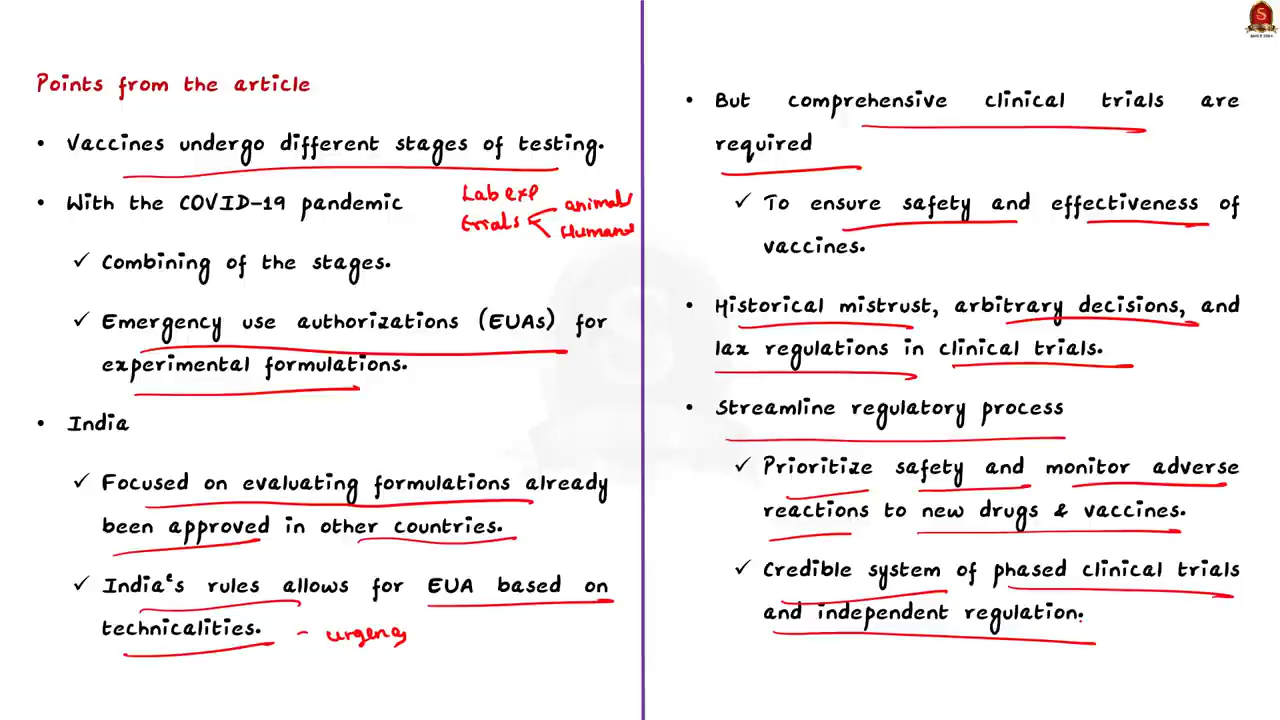 Points from the article
• Vaccines undergo different stages of testing.
• With the COVID-19 pandemic
Lab exp
trials
animals
Humans
✓ Combining of the stages.
✓ Emergency use authorizations (EUAs) for
experimental formulations.
• India
✓ Focused on evaluating formulations already
been approved in other countries.
✓ India's rules allows for EUA based on
technicalities.
- urgency
• But comprehensive clinical trials are
required
✓ To ensure safety and effectiveness of
vaccines.
• Historical mistrust, arbitrary decisions, and
lax regulations in clinical trials.
• Streamline regulatory process
✓ Prioritize safety and monitor adverse
reactions to new drugs & vaccines.
✓ Credible system of phased clinical trials
and independent regulation.